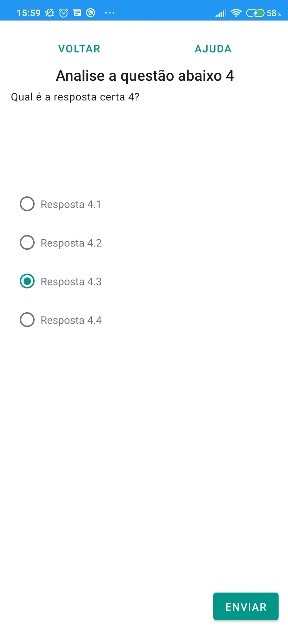 15:59 ... 58%
VOLTAR AJUDA
Analise a questão abaixo 4
Qual é a resposta certa 4?
Resposta 4.1
Resposta 4.2
Resposta 4.3
Resposta 4.4
ENVIAR